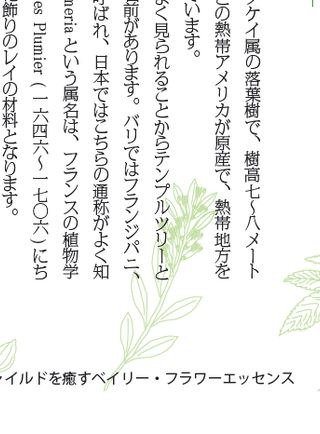 ケイ属の落葉樹で、樹高七〜八メート
この熱帯アメリカが原産で、熱帯地方を
います。
よく見られることからテンプルツリーと
名前があります。バリではフランジパニ、
呼ばれ、日本ではこちらの通称がよく知
meria という属名は、フランスの植物学
es Plumier (一六四六〜一七〇六)にち
飾りのレイの材料となります。
イルドを癒すベイリー・フラワーエッセンス